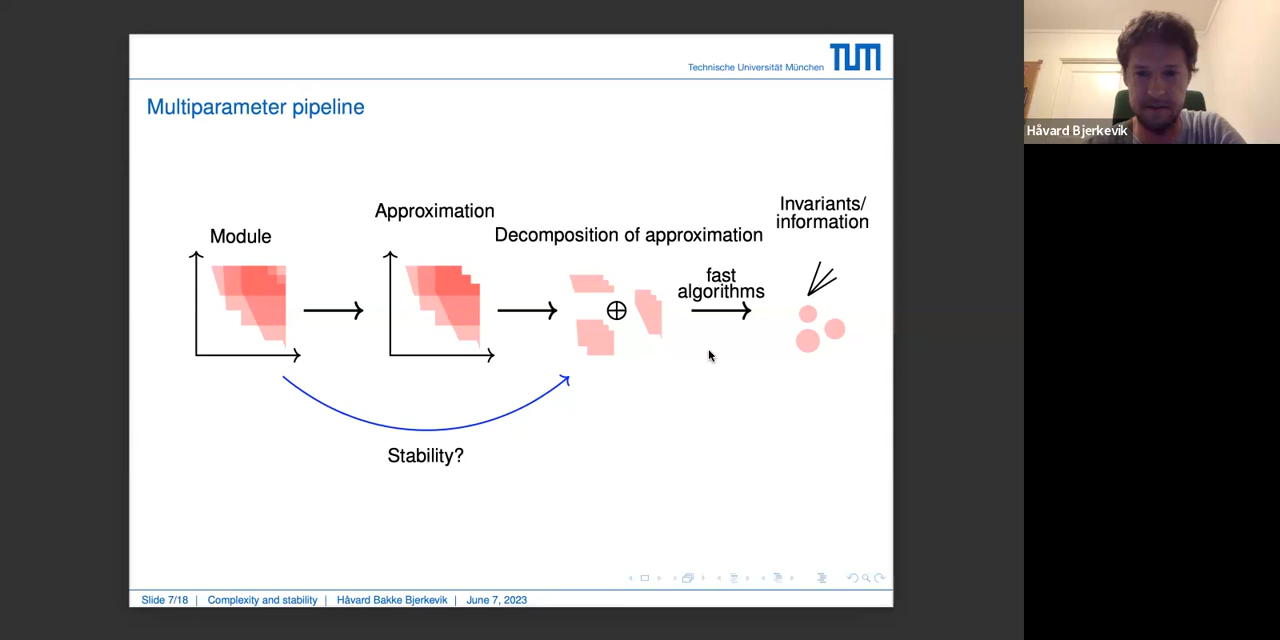 Technische Universität München
TUM
Multiparameter pipeline
Module
Approximation
Decomposition of approximation
fast
algorithms
Invariants/
information
⊕
Stability?
Slide 7/18 | Complexity and stability | Håvard Bakke Bjerkevik | June 7, 2023
Håvard Bjerkevik